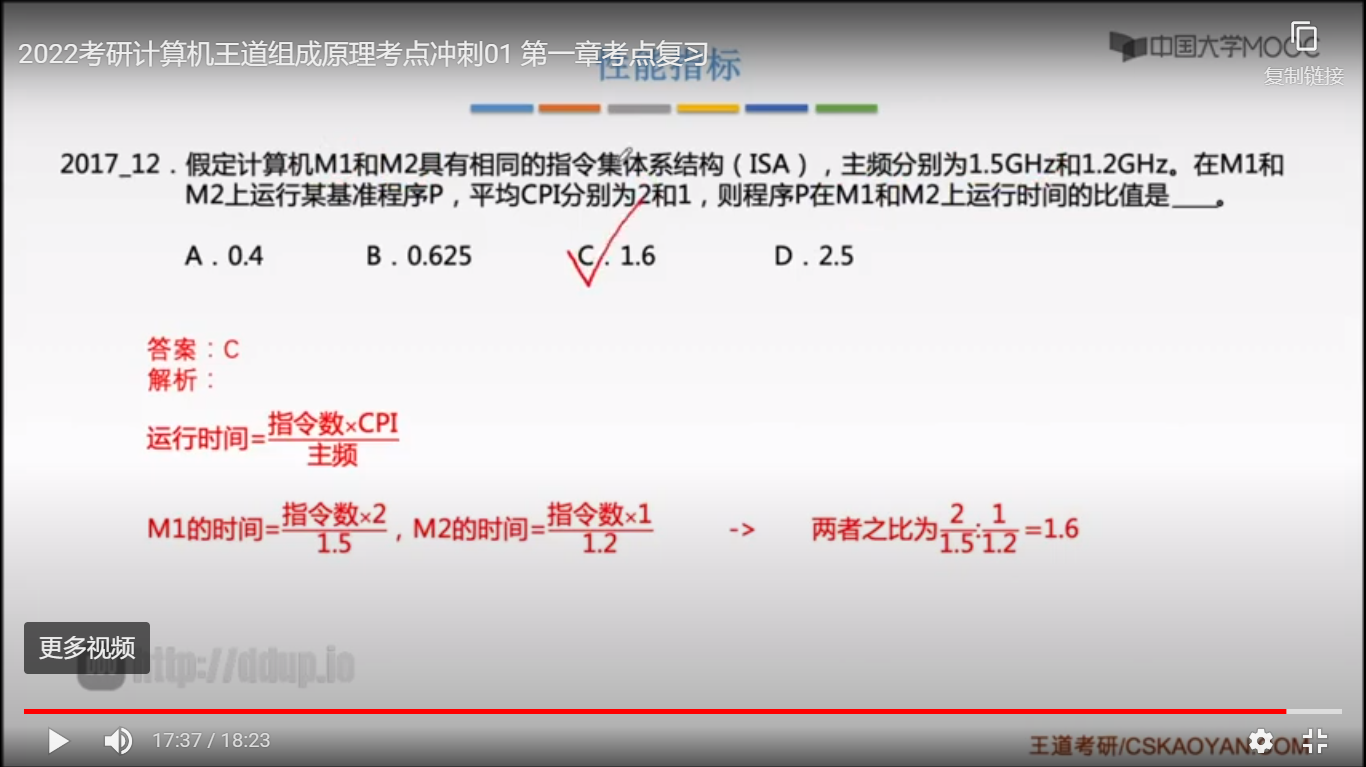 2022考研计算机王道组成原理考点冲刺01 第一章考点复习
性能指标
中国大学MOOC
复制链接
2017_12．假定计算机M1和M2具有相同的指令集体系结构（ISA），主频分别为1.5GHz和1.2GHz。在M1和
M2上运行某基准程序P，平均CPI分别为2和1，则程序P在M1和M2上运行时间的比值是____。
A．0.4 B．0.625 C．1.6 D．2.5
答案：C
解析：
运行时间=指令数×CPI/主频
M1的时间=指令数×2/1.5，M2的时间=指令数×1/1.2 -> 两者之比为2/1.5:1/1.2=1.6
更多视频
http://ddup.io
17:37 / 18:23
王道考研/CSKAOYAN.COM